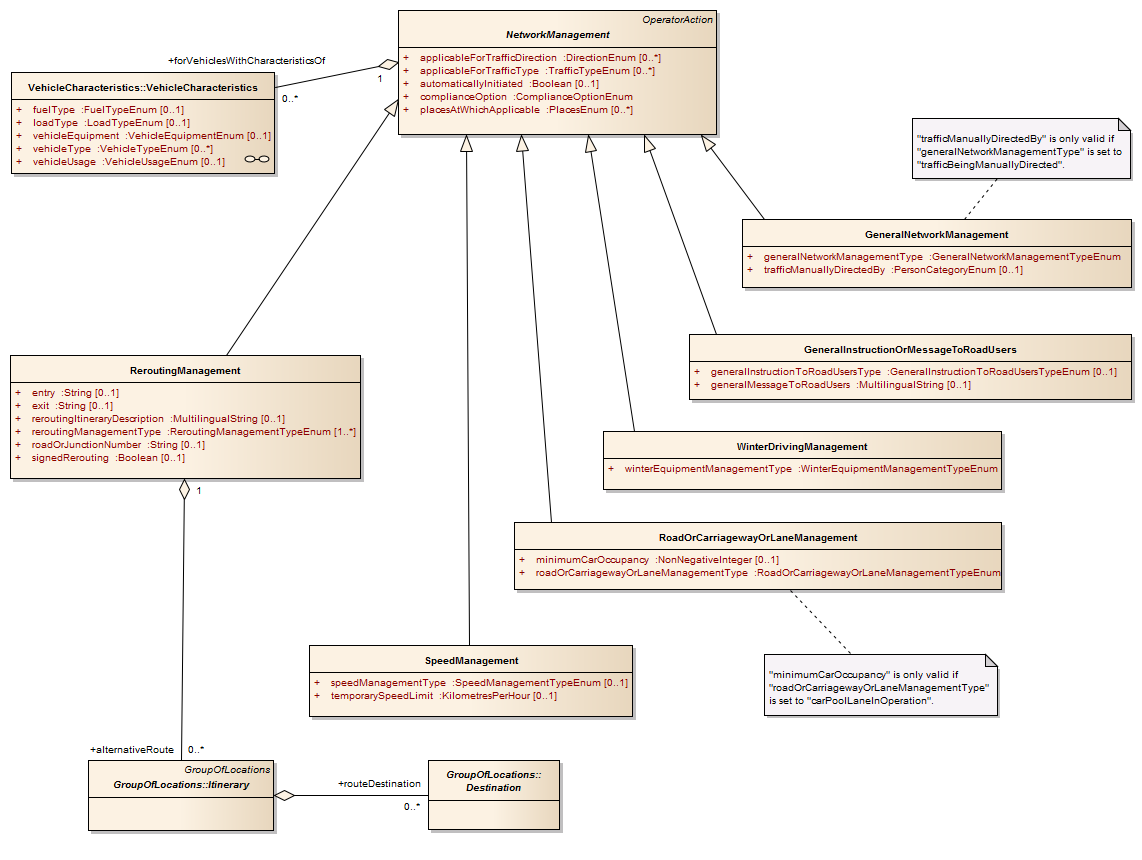 OperatorAction
NetworkManagement
+ applicableForTrafficDirection :DirectionEnum [0..*]
+ applicableForTrafficType :TrafficTypeEnum [0..*]
+ automaticallyInitiated :Boolean [0..1]
+ complianceOption :ComplianceOptionEnum
+ placesAtWhichApplicable :PlacesEnum [0..*]
+forVehiclesWithCharacteristicsOf
1
0..*
VehicleCharacteristics::VehicleCharacteristics
+ fuelType :FuelTypeEnum [0..1]
+ loadType :LoadTypeEnum [0..1]
+ vehicleEquipment :VehicleEquipmentEnum [0..1]
+ vehicleType :VehicleTypeEnum [0..*]
+ vehicleUsage :VehicleUsageEnum [0..1]
"trafficManuallyDirectedBy" is only valid if
"generalNetworkManagementType" is set to
"trafficBeingManuallyDirected".
GeneralNetworkManagement
+ generalNetworkManagementType :GeneralNetworkManagementTypeEnum
+ trafficManuallyDirectedBy :PersonCategoryEnum [0..1]
GeneralInstructionOrMessageToRoadUsers
+ generalInstructionToRoadUsersType :GeneralInstructionToRoadUsersTypeEnum [0..1]
+ generalMessageToRoadUsers :MultilingualString [0..1]
ReroutingManagement
+ entry :String [0..1]
+ exit :String [0..1]
+ reroutingItineraryDescription :MultilingualString [0..1]
+ reroutingManagementType :ReroutingManagementTypeEnum [1..*]
+ roadOrJunctionNumber :String [0..1]
+ signedRerouting :Boolean [0..1]
1
WinterDrivingManagement
+ winterEquipmentManagementType :WinterEquipmentManagementTypeEnum
RoadOrCarriagewayOrLaneManagement
+ minimumCarOccupancy :NonNegativeInteger [0..1]
+ roadOrCarriagewayOrLaneManagementType :RoadOrCarriagewayOrLaneManagementTypeEnum
SpeedManagement
+ speedManagementType :SpeedManagementTypeEnum [0..1]
+ temporarySpeedLimit :KilometresPerHour [0..1]
"minimumCarOccupancy" is only valid if
"roadOrCarriagewayOrLaneManagementType"
is set to "carPoolLaneInOperation".
+alternativeRoute 0..*
GroupOfLocations
GroupOfLocations::Itinerary
+routeDestination
0..*
GroupOfLocations::
Destination